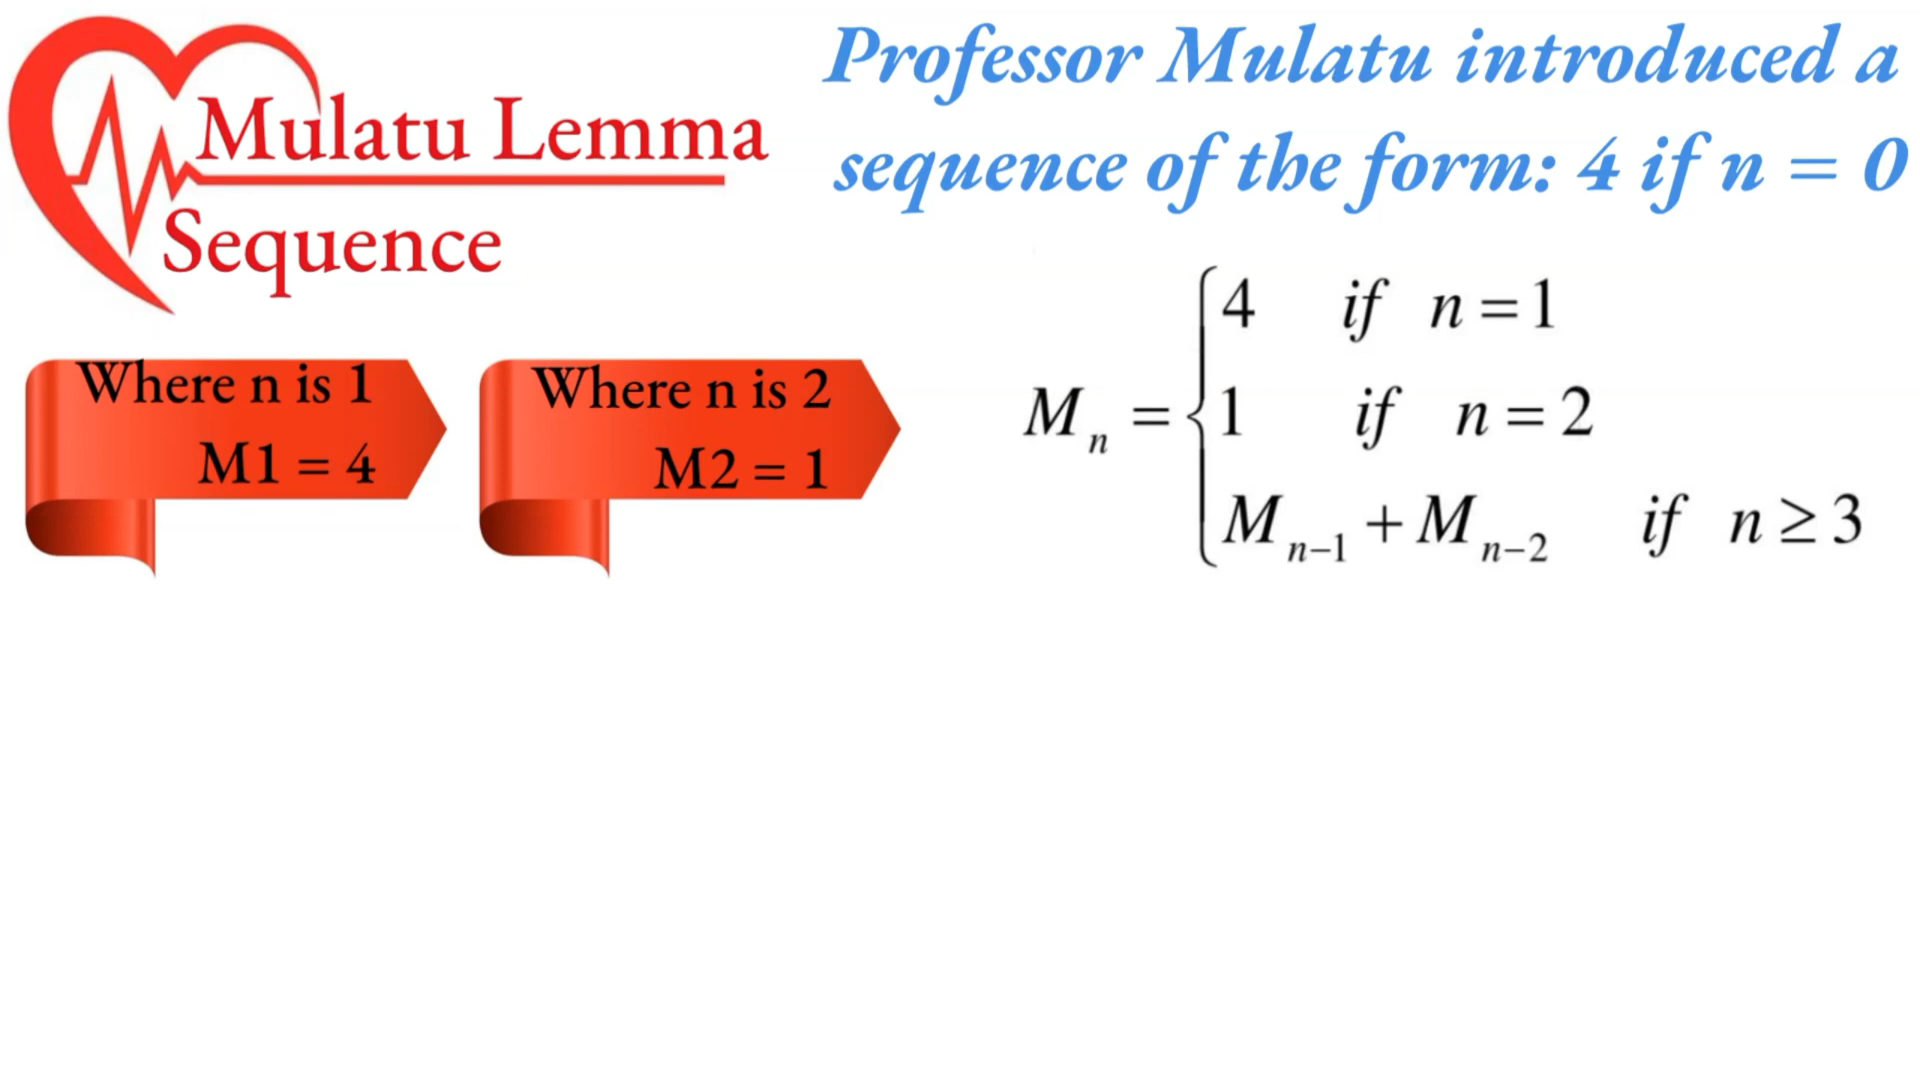 Mulatu Lemma
Sequence
Professor Mulatu introduced a
sequence of the form: 4 if n = 0
Where n is 1
M1 = 4
Where n is 2
M2 = 1
4 if n = 1
M_n = { 1 if n = 2
M_{n-1} + M_{n-2} if n ≥ 3